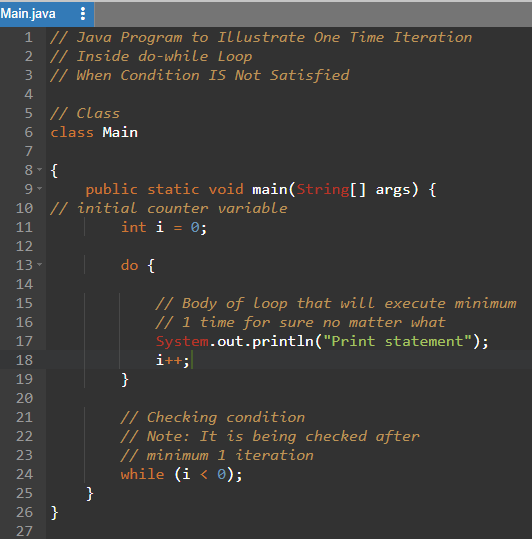 Main.java
1 // Java Program to Illustrate One Time Iteration
2 // Inside do-while Loop
3 // When Condition IS Not Satisfied
4
5 // Class
6 class Main
7
8 {
9     public static void main(String[] args) {
10 // initial counter variable
11         int i = 0;
12
13         do {
14
15             // Body of loop that will execute minimum
16             // 1 time for sure no matter what
17             System.out.println("Print statement");
18             i++;
19         }
20
21         // Checking condition
22         // Note: It is being checked after
23         // minimum 1 iteration
24         while (i < 0);
25     }
26 }
27